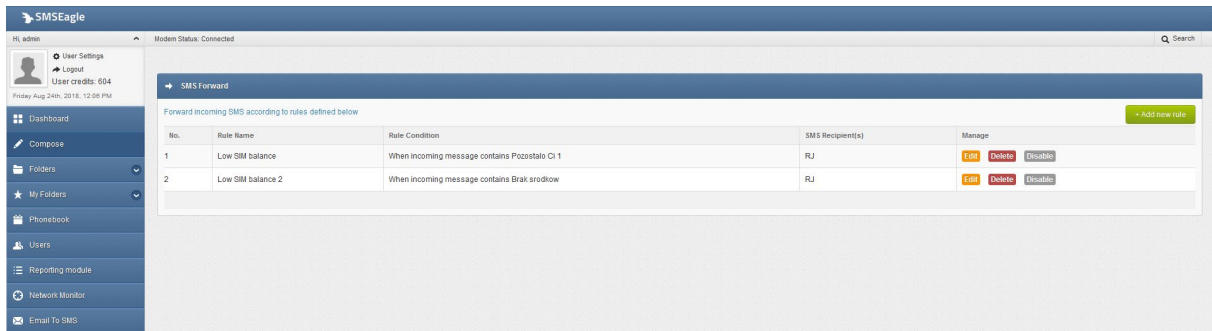 SMSEagle
Hi, admin
Modem Status: Connected
Search
User Settings
Logout
User credits: 604
Friday Aug 24th, 2018, 12:06 PM
Dashboard
Compose
Folders
My Folders
Phonebook
Users
Reporting module
Network Monitor
Email To SMS
SMS Forward
Forward incoming SMS according to rules defined below
+ Add new rule
No. Rule Name Rule Condition SMS Recipient(s) Manage
1 Low SIM balance When incoming message contains Pozostalo Ci 1 RJ Edit Delete Disable
2 Low SIM balance 2 When incoming message contains Brak srodkow RJ Edit Delete Disable